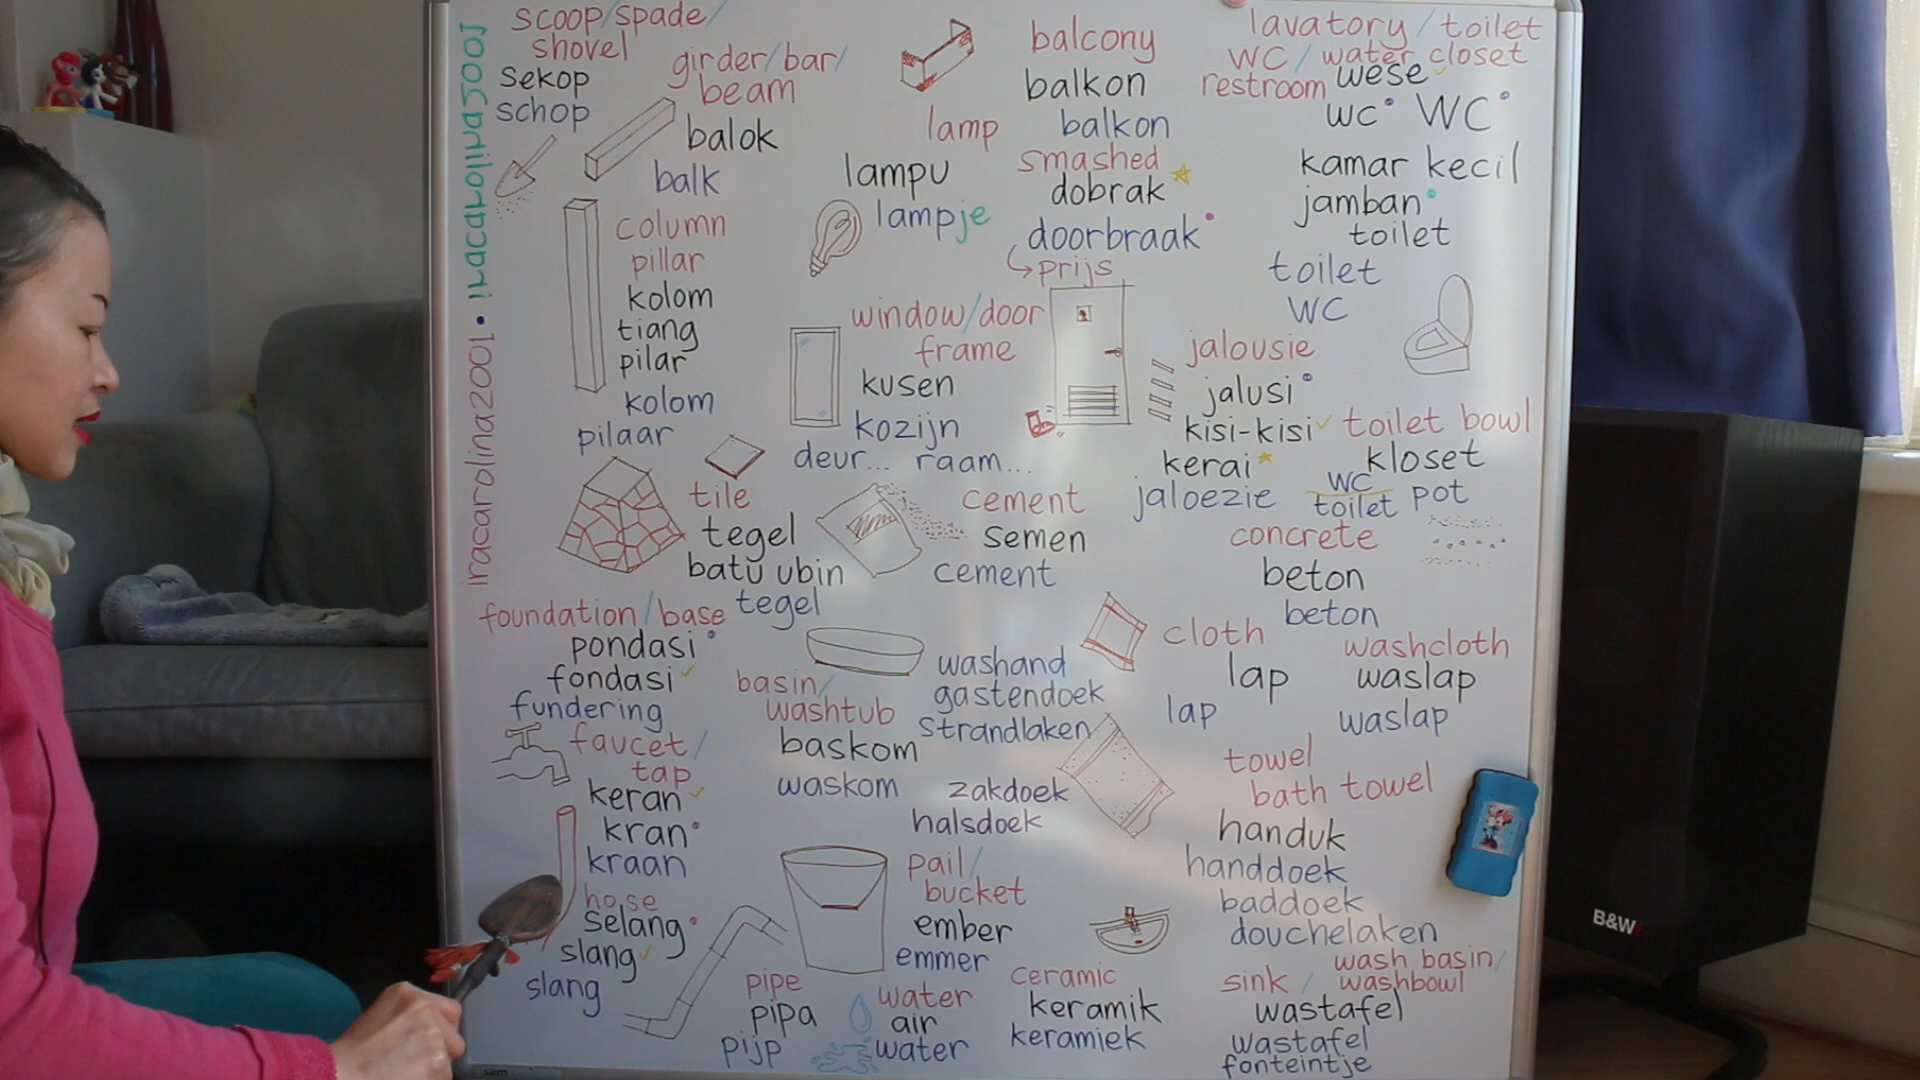 iracarolina2001 • iracarolina5001
scoop/spade/
shovel
sekop
schop
girder/bar/
beam
balok
balk
column
pillar
kolom
tiang
pilar
kolom
pilaar
tile
tegel
batu ubin
tegel
foundation/base
pondasi
fondasi
fundering
faucet/
tap
keran
kran
kraan
hose
selang
slang
slang
balcony
balkon
balkon
lamp
lampu
lampje
smashed
dobrak
doorbraak
prijs
window/door
frame
kusen
kozijn
deur... raam...
cement
semen
cement
basin/
washtub
baskom
waskom
washand
gastendoek
strandlaken
zakdoek
halsdoek
pail/
bucket
ember
emmer
pipe
pipa
pijp
water
air
water
ceramic
keramik
keramiek
lavatory/toilet
WC/water closet
restroom wese
wc WC
kamar kecil
jamban
toilet
toilet
WC
jalousie
jalusi
kisi-kisi
kerai
jaloezie
toilet bowl
kloset
WC
toilet pot
concrete
beton
beton
cloth
lap
lap
washcloth
waslap
waslap
towel
bath towel
handuk
handdoek
baddoek
douchelaken
wash basin/
sink / washbowl
wastafel
wastafel
fonteintje
sam
B&W